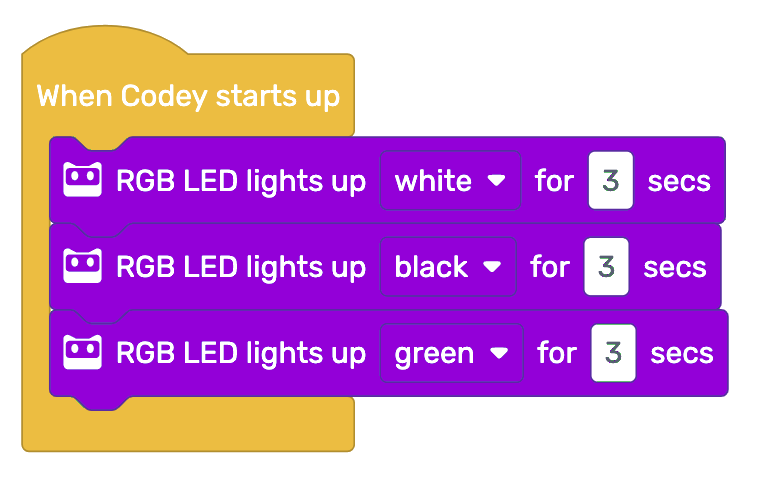 When Codey starts up
RGB LED lights up white for 3 secs
RGB LED lights up black for 3 secs
RGB LED lights up green for 3 secs